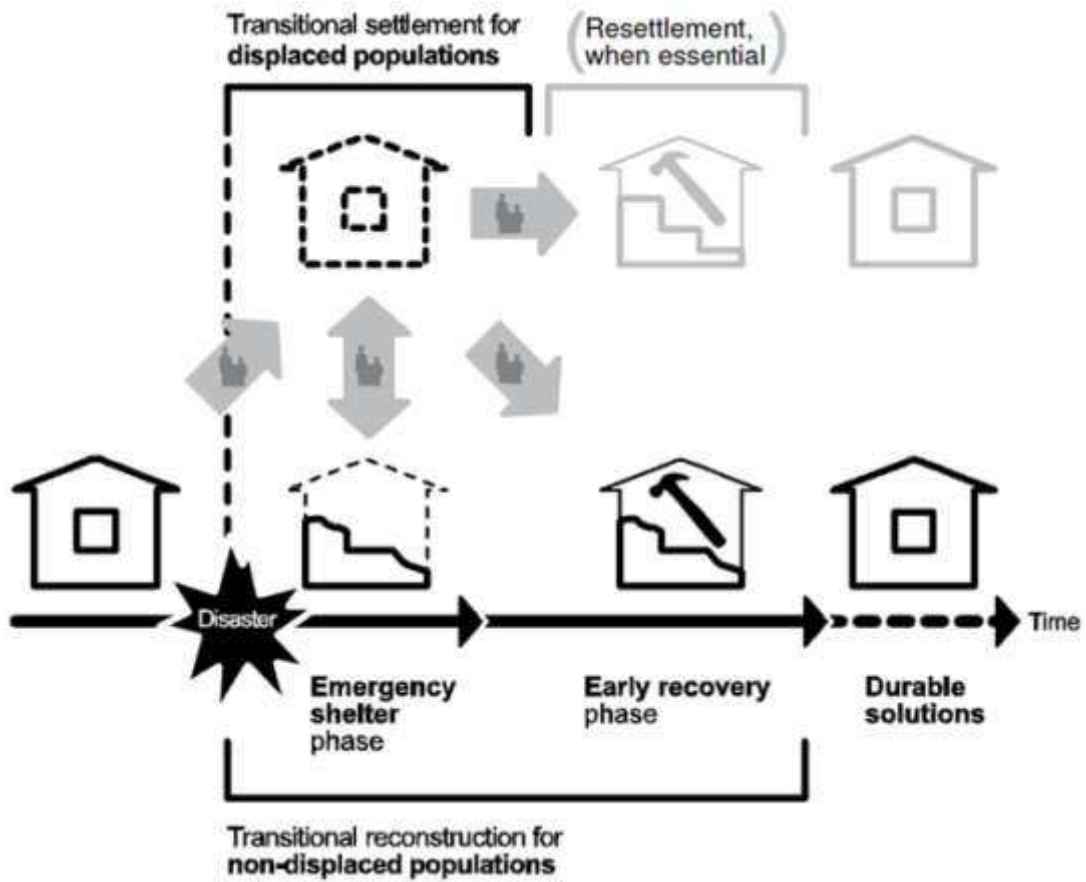 Transitional settlement for
displaced populations
(Resettlement,
when essential)
Disaster
Time
Emergency
shelter
phase
Early recovery
phase
Durable
solutions
Transitional reconstruction for
non-displaced populations